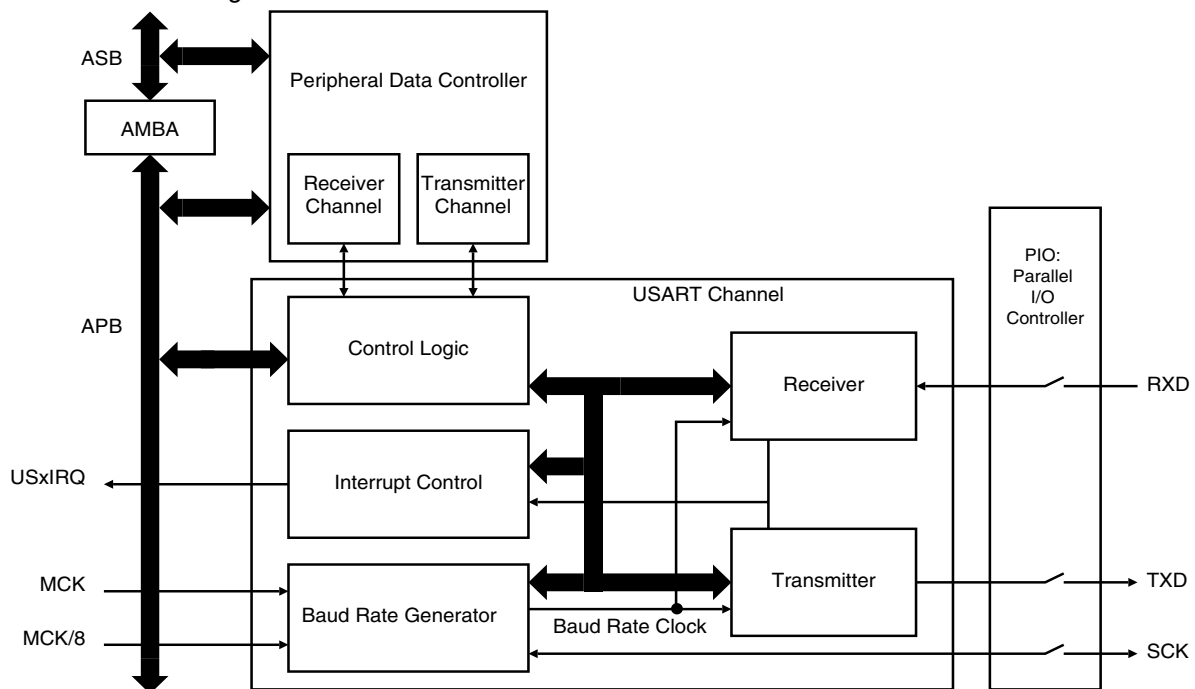 ASB
Peripheral Data Controller
AMBA
Receiver
Channel
Transmitter
Channel
PIO:
Parallel
I/O
Controller
USART Channel
APB
Control Logic
Receiver
RXD
USxIRQ
Interrupt Control
MCK
Baud Rate Generator
Transmitter
TXD
Baud Rate Clock
MCK/8
SCK